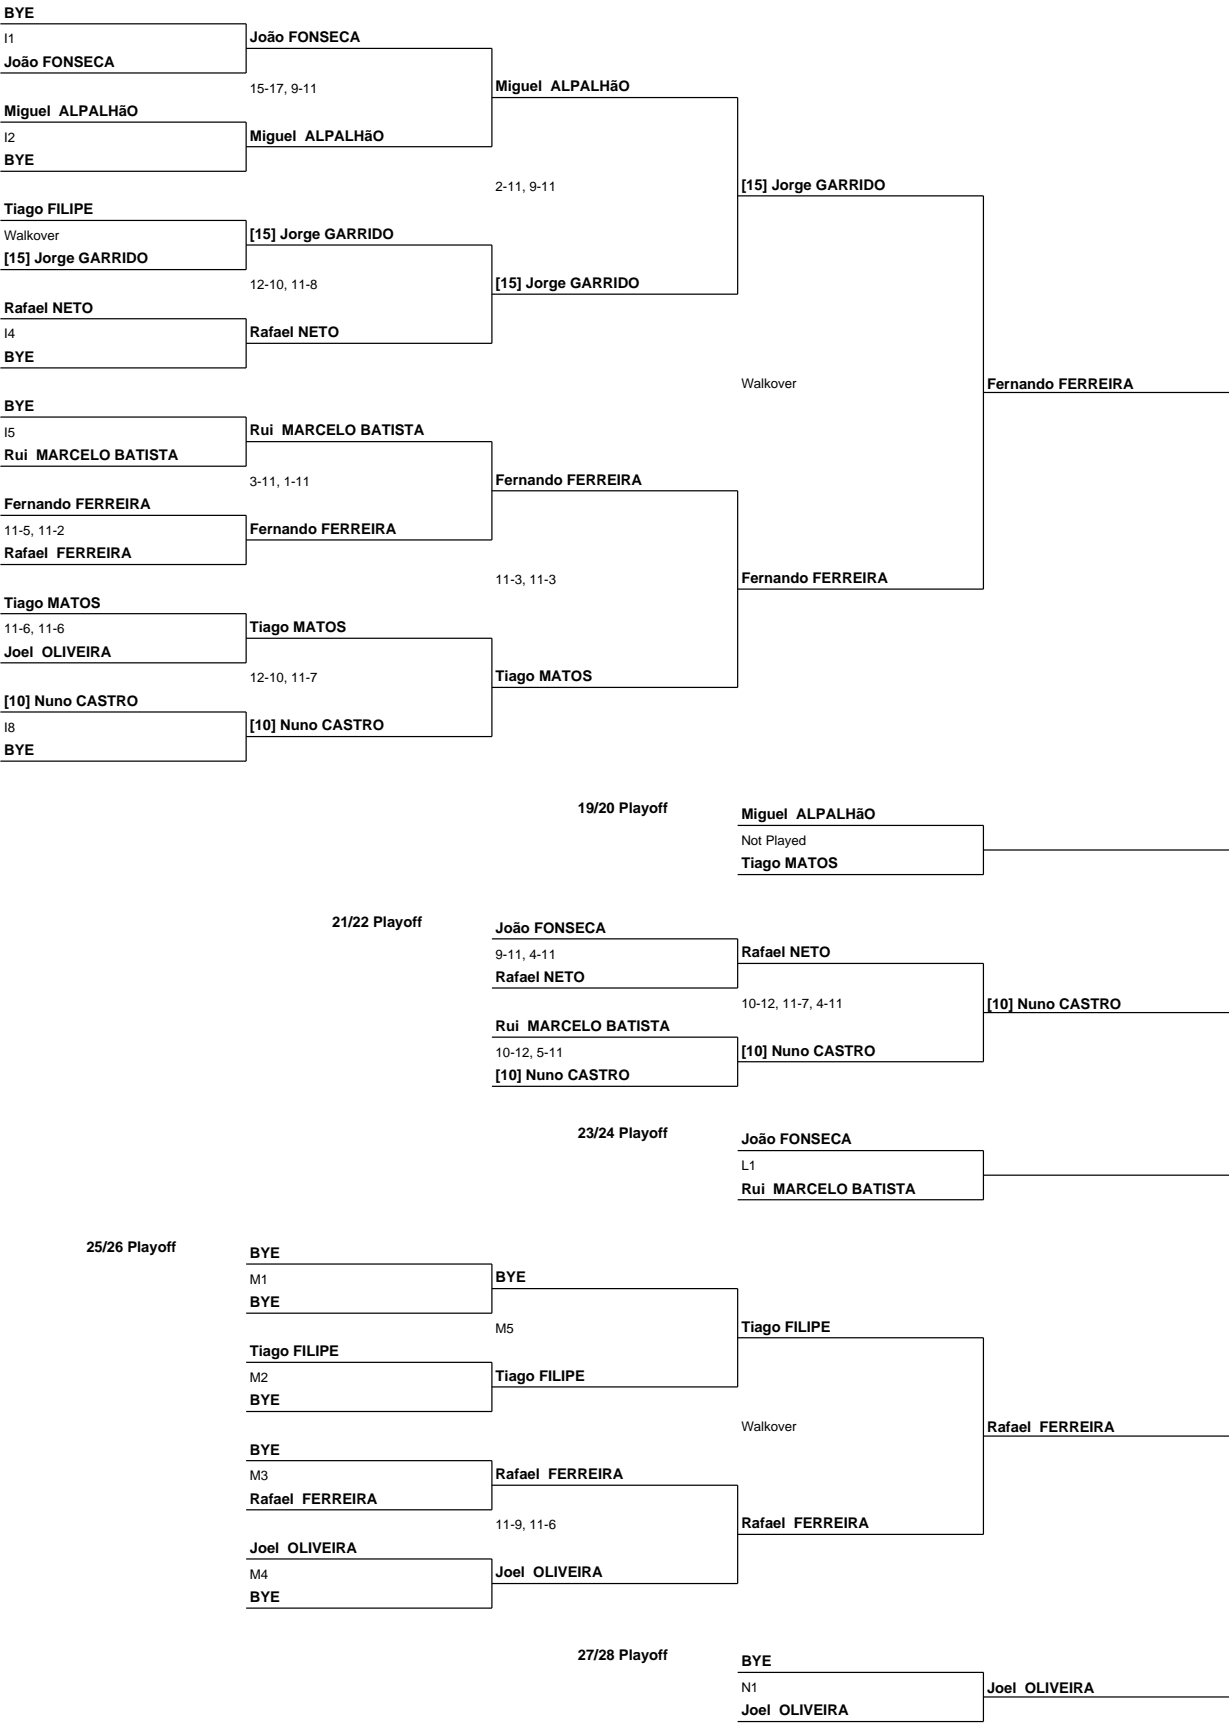 BYE
I1
João FONSECA
João FONSECA
15-17, 9-11
Miguel  ALPALHãO
Miguel  ALPALHãO
I2
Miguel  ALPALHãO
BYE
2-11, 9-11
[15] Jorge GARRIDO
Tiago FILIPE
Walkover
[15] Jorge GARRIDO
[15] Jorge GARRIDO
12-10, 11-8
[15] Jorge GARRIDO
Rafael NETO
I4
Rafael NETO
BYE
Walkover
Fernando FERREIRA
BYE
I5
Rui  MARCELO BATISTA
Rui  MARCELO BATISTA
3-11, 1-11
Fernando FERREIRA
Fernando FERREIRA
11-5, 11-2
Fernando FERREIRA
Rafael  FERREIRA
11-3, 11-3
Fernando FERREIRA
Tiago MATOS
11-6, 11-6
Tiago MATOS
Joel  OLIVEIRA
12-10, 11-7
Tiago MATOS
[10] Nuno CASTRO
I8
[10] Nuno CASTRO
BYE
19/20 Playoff
Miguel  ALPALHãO
Not Played
Tiago MATOS
21/22 Playoff
João FONSECA
9-11, 4-11
Rafael NETO
Rafael NETO
10-12, 11-7, 4-11
[10] Nuno CASTRO
Rui  MARCELO BATISTA
10-12, 5-11
[10] Nuno CASTRO
[10] Nuno CASTRO
23/24 Playoff
João FONSECA
L1
Rui  MARCELO BATISTA
25/26 Playoff
BYE
M1
BYE
BYE
M5
Tiago FILIPE
Tiago FILIPE
M2
Tiago FILIPE
BYE
Walkover
Rafael  FERREIRA
BYE
M3
Rafael  FERREIRA
Rafael  FERREIRA
11-9, 11-6
Rafael  FERREIRA
Joel  OLIVEIRA
M4
Joel  OLIVEIRA
BYE
27/28 Playoff
BYE
N1
Joel  OLIVEIRA
Joel  OLIVEIRA